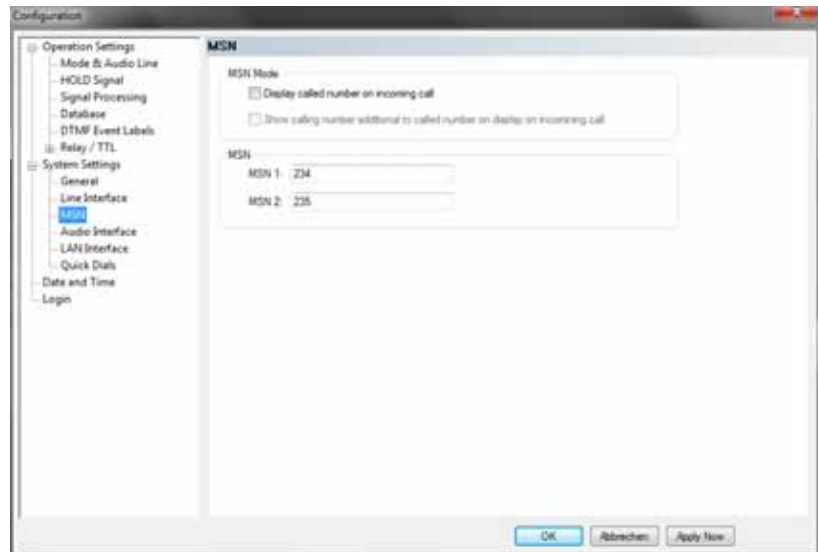 Configuration
Operation Settings
Mode & Audio Line
HOLD Signal
Signal Processing
Database
DTMF Event Labels
Relay / TTL
System Settings
General
Line Interface
MSN
Audio Interface
LAN Interface
Quick Dials
Date and Time
Login
MSN
MSN Mode
Display called number on incoming call
Show calling number additional to called number on display on incomming call
MSN
MSN 1: 234
MSN 2: 235
OK
Abbrechen
Apply Now